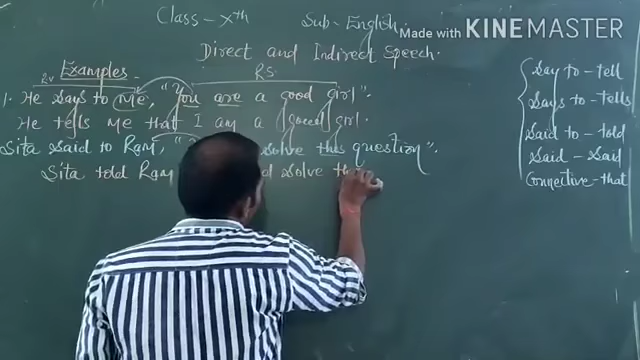 Class - Xth Sub - English
Made with KINEMASTER
Direct and Indirect Speech.
Examples
RV RS
1. He says to me, "You are a good girl".
He tells me that I am a good girl.
Sita said to Ram, " solve this question".
Sita told Ram solve
Say to - tell
Says to - tells
Said to - told
Said - Said
Connective - that